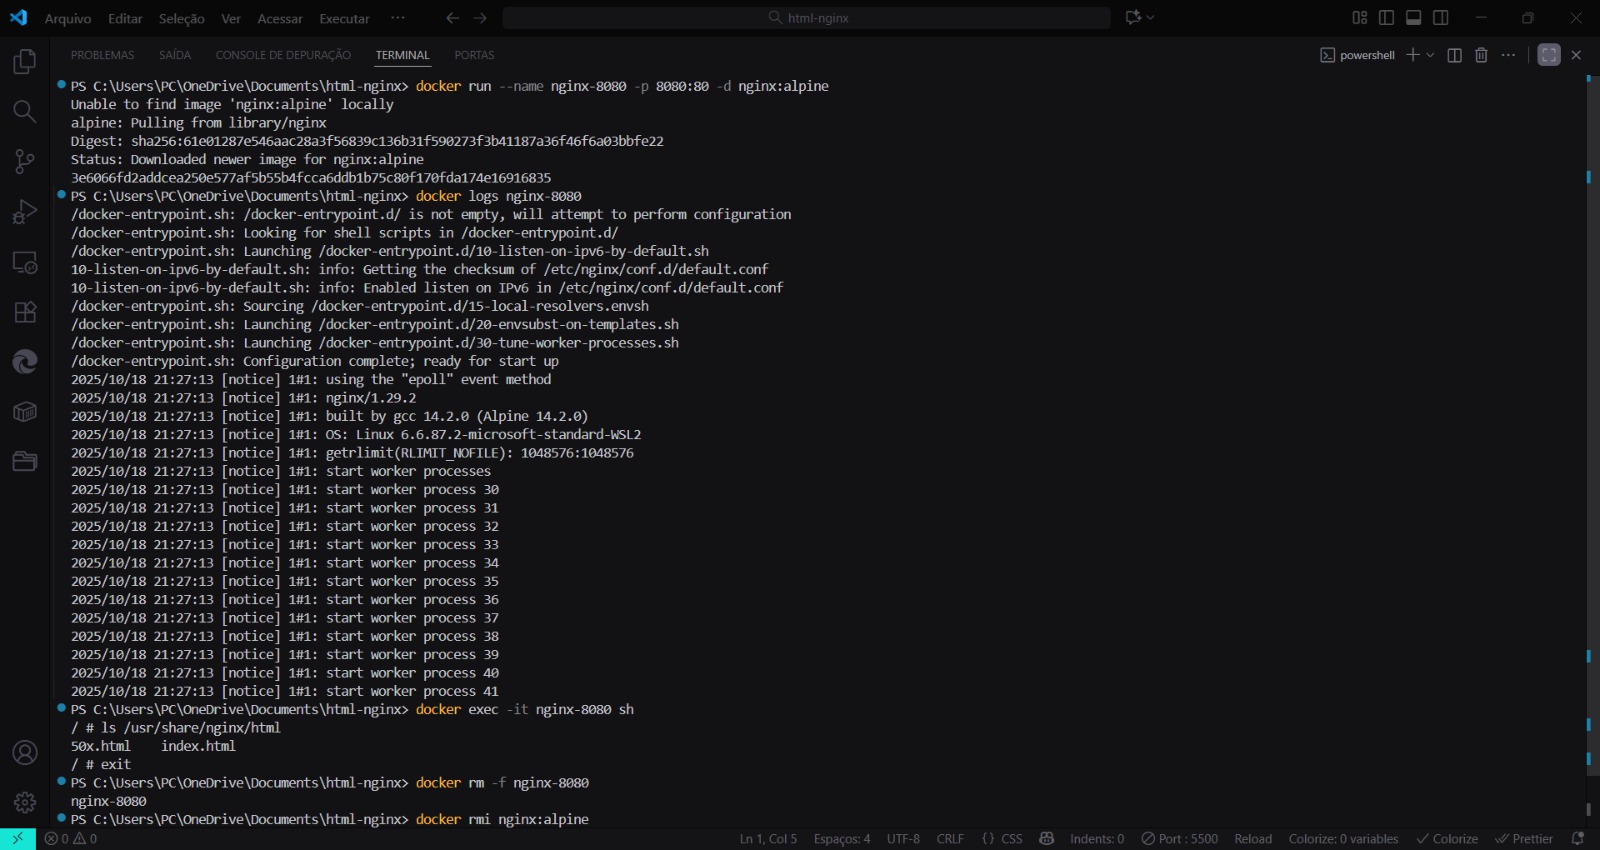 Arquivo Editar Seleção Ver Acessar Executar ··· html-nginx
PROBLEMAS SAÍDA CONSOLE DE DEPURAÇÃO TERMINAL PORTAS powershell
PS C:\Users\PC\OneDrive\Documents\html-nginx> docker run --name nginx-8080 -p 8080:80 -d nginx:alpine
Unable to find image 'nginx:alpine' locally
alpine: Pulling from library/nginx
Digest: sha256:61e01287e546aac28a3f56839c136b31f590273f3b41187a36f46f6a03bbfe22
Status: Downloaded newer image for nginx:alpine
3e6066fd2addcea250e577af5b55b4fcca6ddb1b75c80f170fda174e16916835
PS C:\Users\PC\OneDrive\Documents\html-nginx> docker logs nginx-8080
/docker-entrypoint.sh: /docker-entrypoint.d/ is not empty, will attempt to perform configuration
/docker-entrypoint.sh: Looking for shell scripts in /docker-entrypoint.d/
/docker-entrypoint.sh: Launching /docker-entrypoint.d/10-listen-on-ipv6-by-default.sh
10-listen-on-ipv6-by-default.sh: info: Getting the checksum of /etc/nginx/conf.d/default.conf
10-listen-on-ipv6-by-default.sh: info: Enabled listen on IPv6 in /etc/nginx/conf.d/default.conf
/docker-entrypoint.sh: Sourcing /docker-entrypoint.d/15-local-resolvers.envsh
/docker-entrypoint.sh: Launching /docker-entrypoint.d/20-envsubst-on-templates.sh
/docker-entrypoint.sh: Launching /docker-entrypoint.d/30-tune-worker-processes.sh
/docker-entrypoint.sh: Configuration complete; ready for start up
2025/10/18 21:27:13 [notice] 1#1: using the "epoll" event method
2025/10/18 21:27:13 [notice] 1#1: nginx/1.29.2
2025/10/18 21:27:13 [notice] 1#1: built by gcc 14.2.0 (Alpine 14.2.0)
2025/10/18 21:27:13 [notice] 1#1: OS: Linux 6.6.87.2-microsoft-standard-WSL2
2025/10/18 21:27:13 [notice] 1#1: getrlimit(RLIMIT_NOFILE): 1048576:1048576
2025/10/18 21:27:13 [notice] 1#1: start worker processes
2025/10/18 21:27:13 [notice] 1#1: start worker process 30
2025/10/18 21:27:13 [notice] 1#1: start worker process 31
2025/10/18 21:27:13 [notice] 1#1: start worker process 32
2025/10/18 21:27:13 [notice] 1#1: start worker process 33
2025/10/18 21:27:13 [notice] 1#1: start worker process 34
2025/10/18 21:27:13 [notice] 1#1: start worker process 35
2025/10/18 21:27:13 [notice] 1#1: start worker process 36
2025/10/18 21:27:13 [notice] 1#1: start worker process 37
2025/10/18 21:27:13 [notice] 1#1: start worker process 38
2025/10/18 21:27:13 [notice] 1#1: start worker process 39
2025/10/18 21:27:13 [notice] 1#1: start worker process 40
2025/10/18 21:27:13 [notice] 1#1: start worker process 41
PS C:\Users\PC\OneDrive\Documents\html-nginx> docker exec -it nginx-8080 sh
/ # ls /usr/share/nginx/html
50x.html    index.html
/ # exit
PS C:\Users\PC\OneDrive\Documents\html-nginx> docker rm -f nginx-8080
nginx-8080
PS C:\Users\PC\OneDrive\Documents\html-nginx> docker rmi nginx:alpine
0 0 Ln 1, Col 5 Espaços: 4 UTF-8 CRLF {} CSS Indents: 0 Port : 5500 Reload Colorize: 0 variables Colorize Prettier